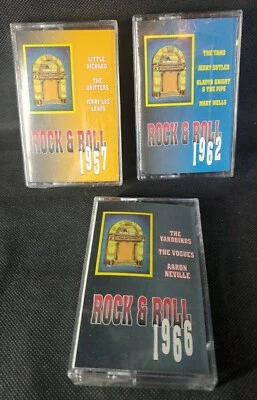 LITTLE
RICHARD
THE
DRIFTERS
JERRY LEE
LEWIS
ROCK & ROLL
1957
THE TAMS
JERRY BUTLER
GLADYS KNIGHT
& THE PIPS
MARY WELLS
ROCK & ROLL
1962
THE
YARDBIRDS
THE VOGUES
AARON
NEVILLE
ROCK & ROLL
1966